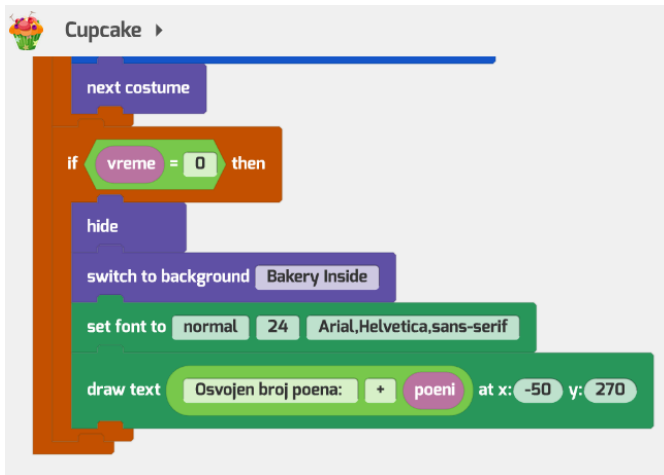 Cupcake
next costume
if vreme = 0 then
hide
switch to background Bakery Inside
set font to normal 24 Arial,Helvetica,sans-serif
draw text Osvojen broj poena: + poeni at x: -50 y: 270